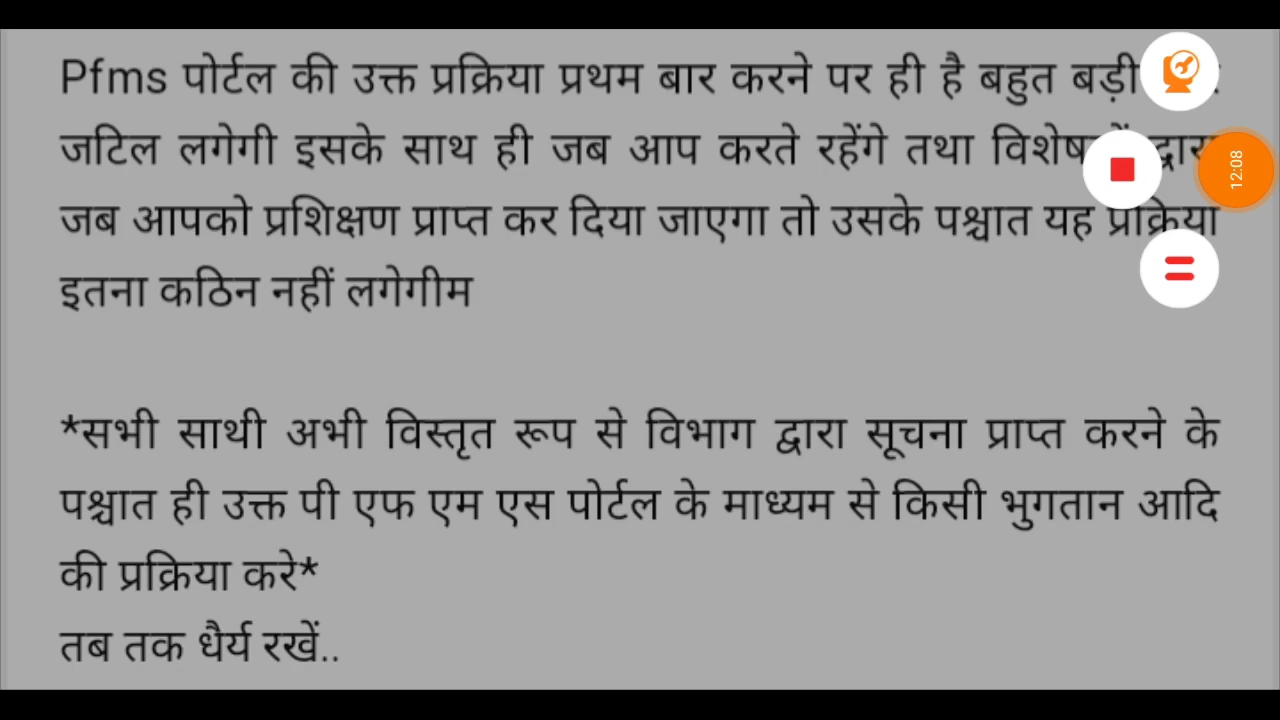 Pfms पोर्टल की उक्त प्रक्रिया प्रथम बार करने पर ही है बहुत बड़ी
जटिल लगेगी इसके साथ ही जब आप करते रहेंगे तथा द्वारा
जब आपको प्रशिक्षण प्राप्त कर दिया जाएगा तो उसके पश्चात यह प्रक्रिया
इतना कठिन नहीं लगेगीम
*सभी साथी अभी विस्तृत रूप से विभाग द्वारा सूचना प्राप्त करने के
पश्चात ही उक्त पी एफ एम एस पोर्टल के माध्यम से किसी भुगतान आदि
की प्रक्रिया करे*
तब तक धैर्य रखें..
12:08